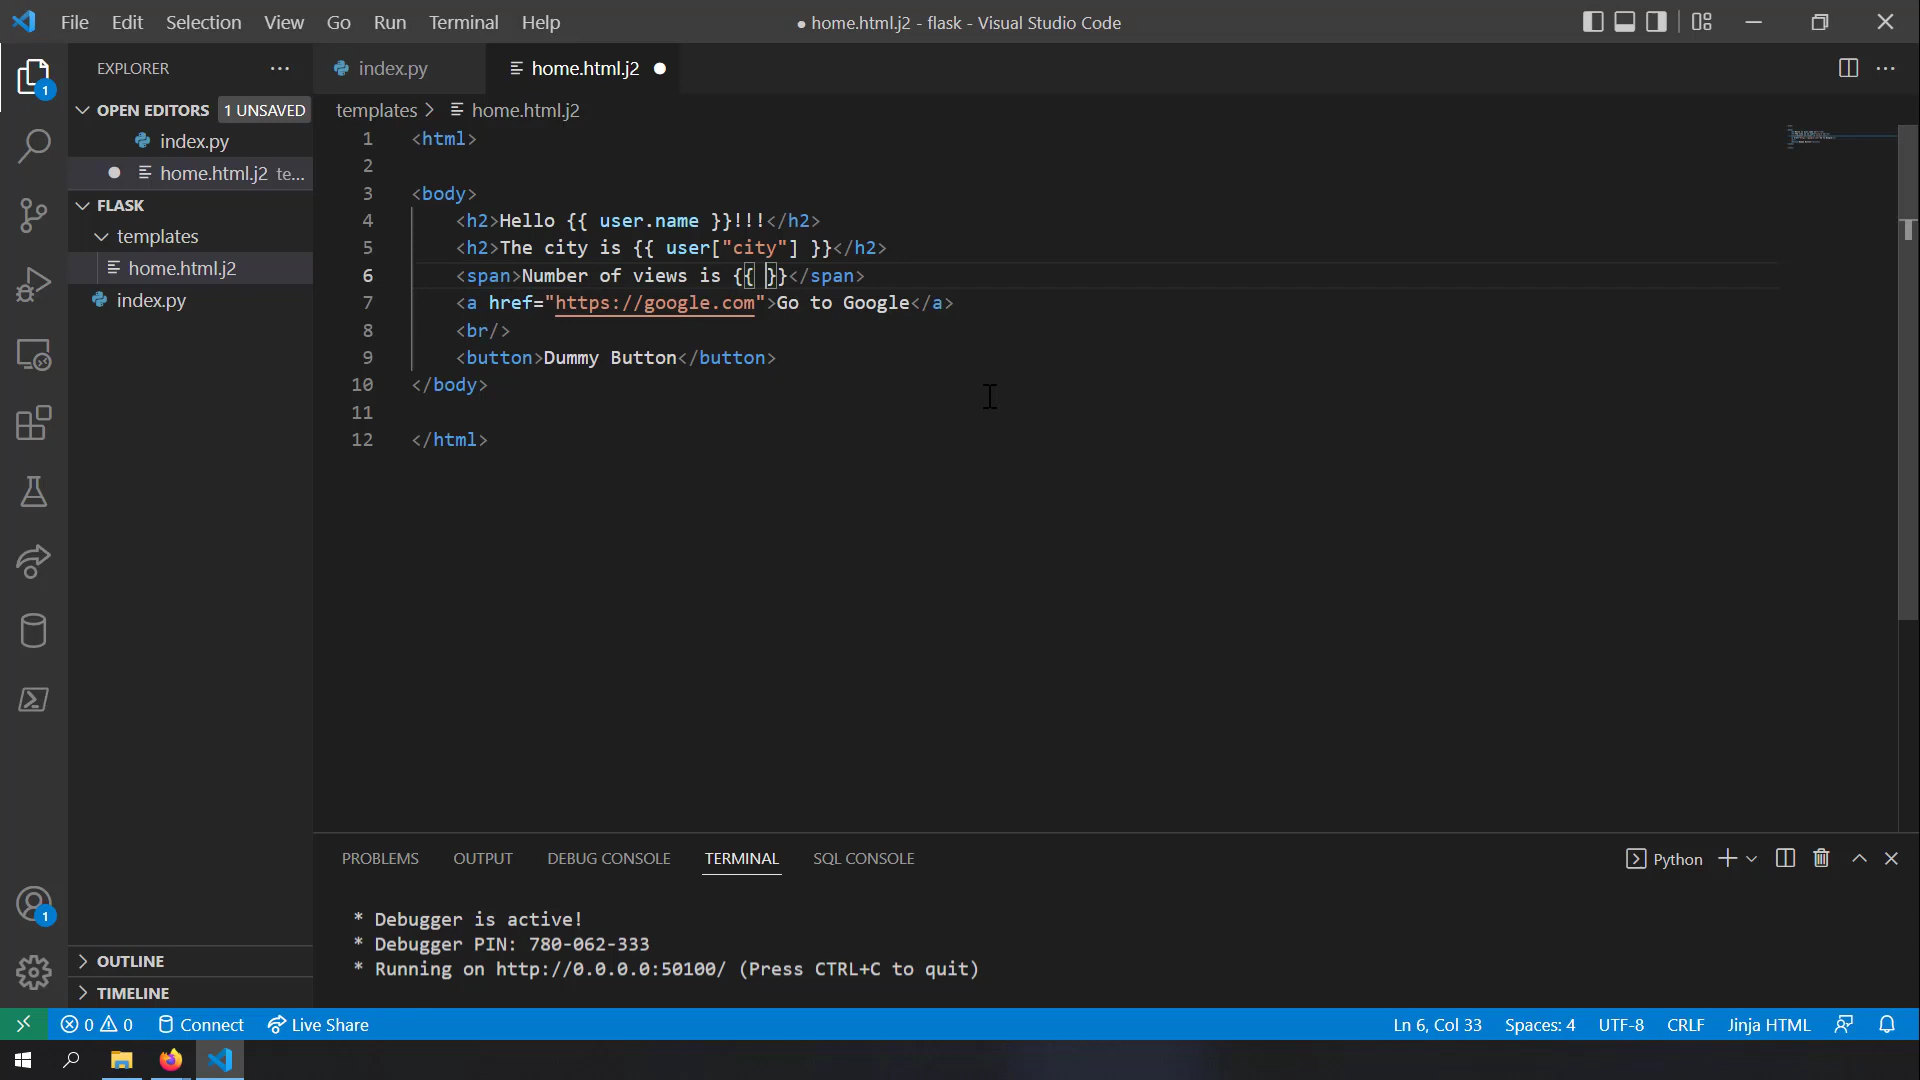 File Edit Selection View Go Run Terminal Help
● home.html.j2 - flask - Visual Studio Code
EXPLORER
index.py
home.html.j2
OPEN EDITORS 1 UNSAVED
index.py
home.html.j2 te...
FLASK
templates
home.html.j2
index.py
OUTLINE
TIMELINE
1
1
templates > home.html.j2
1 <html>
2
3 <body>
4 <h2>Hello {{ user.name }}!!!</h2>
5 <h2>The city is {{ user["city"] }}</h2>
6 <span>Number of views is {{ }}</span>
7 <a href="https://google.com">Go to Google</a>
8 <br/>
9 <button>Dummy Button</button>
10 </body>
11
12 </html>
PROBLEMS OUTPUT DEBUG CONSOLE TERMINAL SQL CONSOLE
Python
* Debugger is active!
* Debugger PIN: 780-062-333
* Running on http://0.0.0.0:50100/ (Press CTRL+C to quit)
0 0 Connect Live Share
Ln 6, Col 33 Spaces: 4 UTF-8 CRLF Jinja HTML